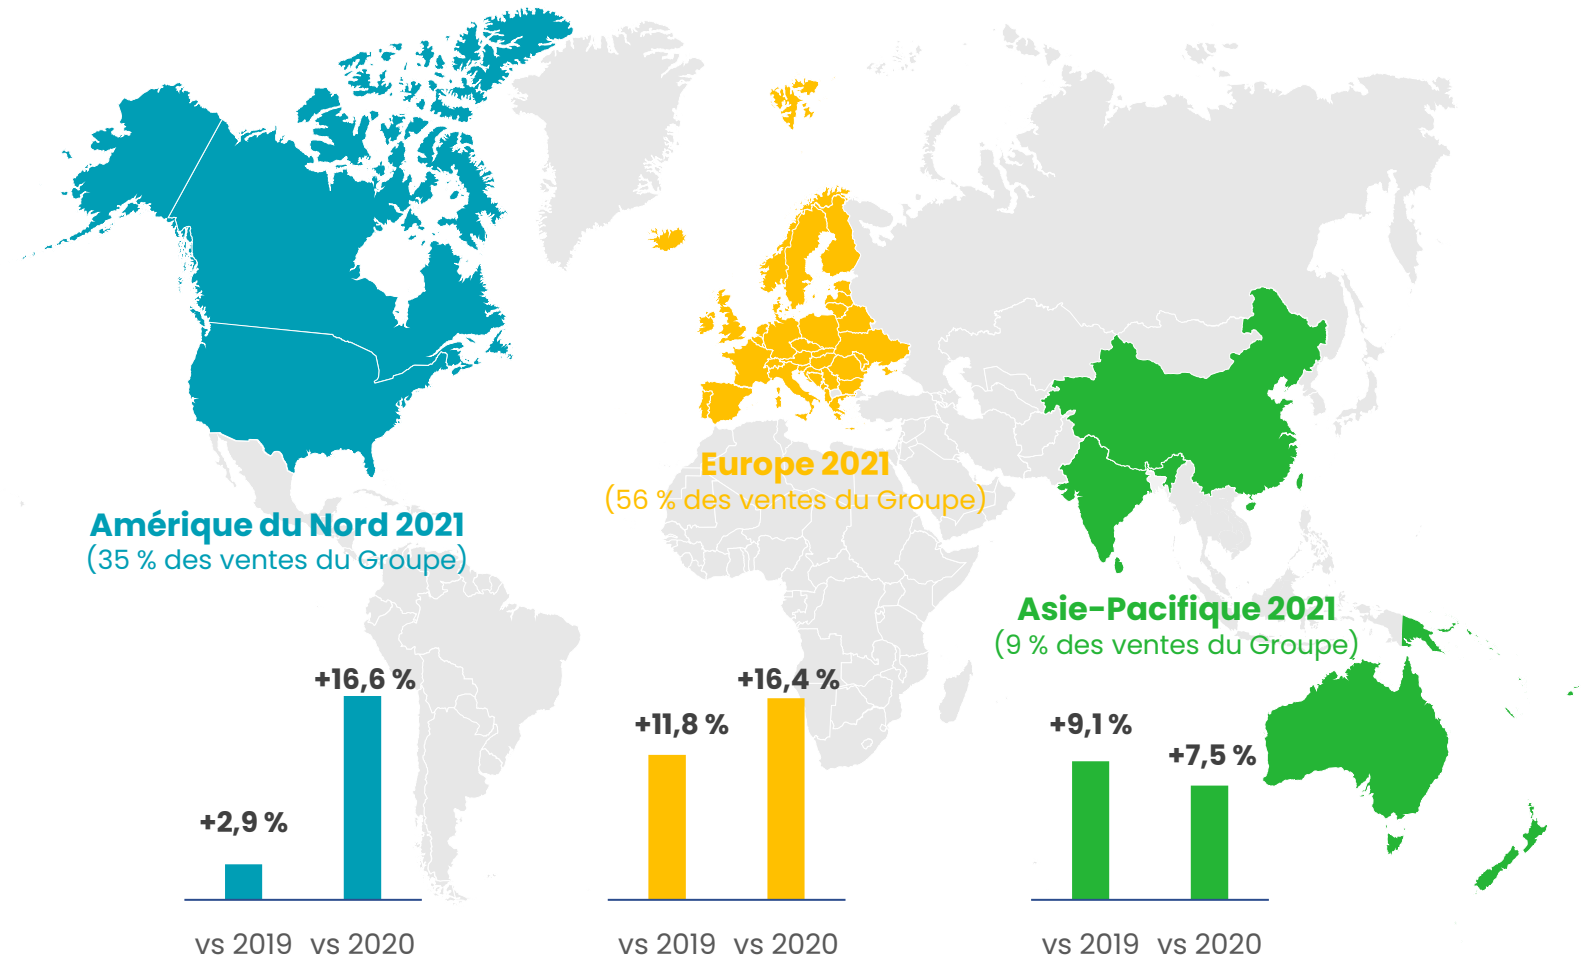 Amérique du Nord 2021
(35 % des ventes du Groupe)
+2,9 %
+16,6 %
vs 2019
vs 2020
Europe 2021
(56 % des ventes du Groupe)
+11,8 %
+16,4 %
vs 2019
vs 2020
Asie-Pacifique 2021
(9 % des ventes du Groupe)
+9,1 %
+7,5 %
vs 2019
vs 2020